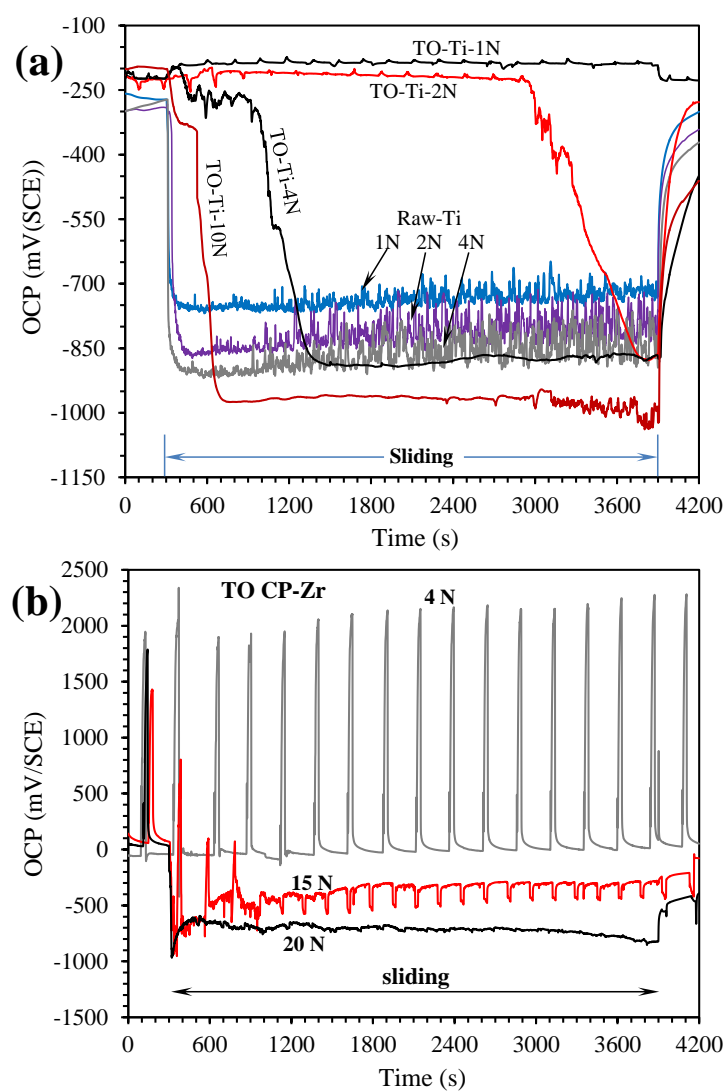 (a)
-100
-250
-400
-550
-700
-850
-1000
-1150
OCP (mV(SCE))
TO-Ti-1N
TO-Ti-2N
TO-Ti-4N
TO-Ti-10N
Raw-Ti
1N 2N 4N
Sliding
0 600 1200 1800 2400 3000 3600 4200
Time (s)
(b)
2500
2000
1500
1000
500
0
-500
-1000
-1500
OCP (mV/SCE)
TO CP-Zr 4 N
15 N
20 N
sliding
0 600 1200 1800 2400 3000 3600 4200
Time (s)